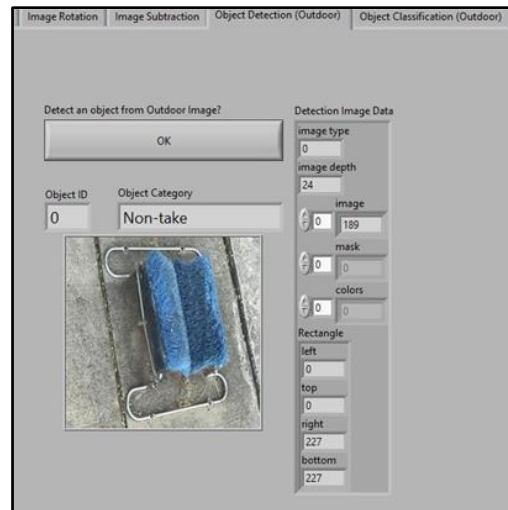 Image Rotation
Image Subtraction
Object Detection (Outdoor)
Object Classification (Outdoor)
Detect an object from Outdoor Image?
OK
Object ID
0
Object Category
Non-take
Detection Image Data
image type
0
image depth
24
image
0
189
mask
0
0
colors
0
0
Rectangle
left
0
top
0
right
227
bottom
227